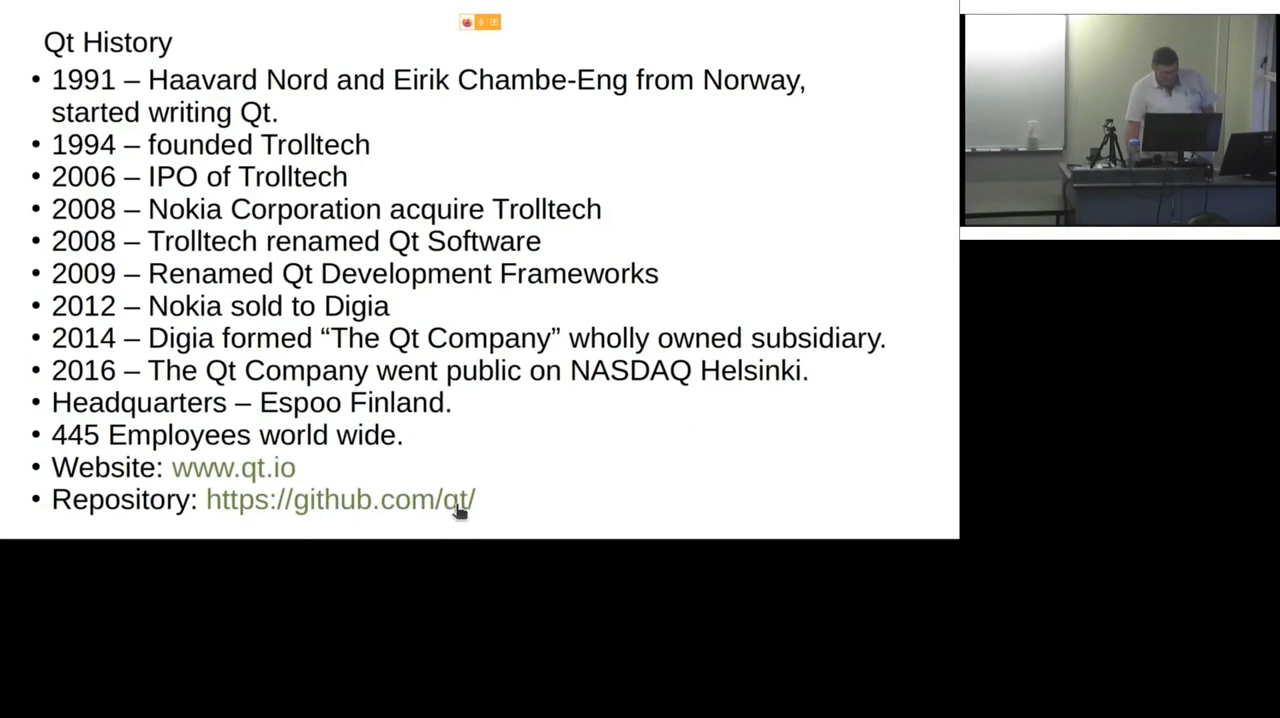 Qt History
• 1991 – Haavard Nord and Eirik Chambe-Eng from Norway,
started writing Qt.
• 1994 – founded Trolltech
• 2006 – IPO of Trolltech
• 2008 – Nokia Corporation acquire Trolltech
• 2008 – Trolltech renamed Qt Software
• 2009 – Renamed Qt Development Frameworks
• 2012 – Nokia sold to Digia
• 2014 – Digia formed “The Qt Company” wholly owned subsidiary.
• 2016 – The Qt Company went public on NASDAQ Helsinki.
• Headquarters – Espoo Finland.
• 445 Employees world wide.
• Website: www.qt.io
• Repository: https://github.com/qt/